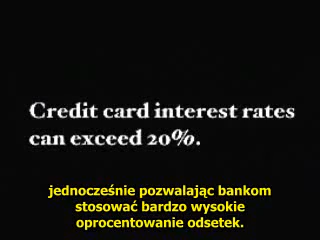 Credit card interest rates
can exceed 20%.
jednocześnie pozwalając bankom
stosować bardzo wysokie
oprocentowanie odsetek.